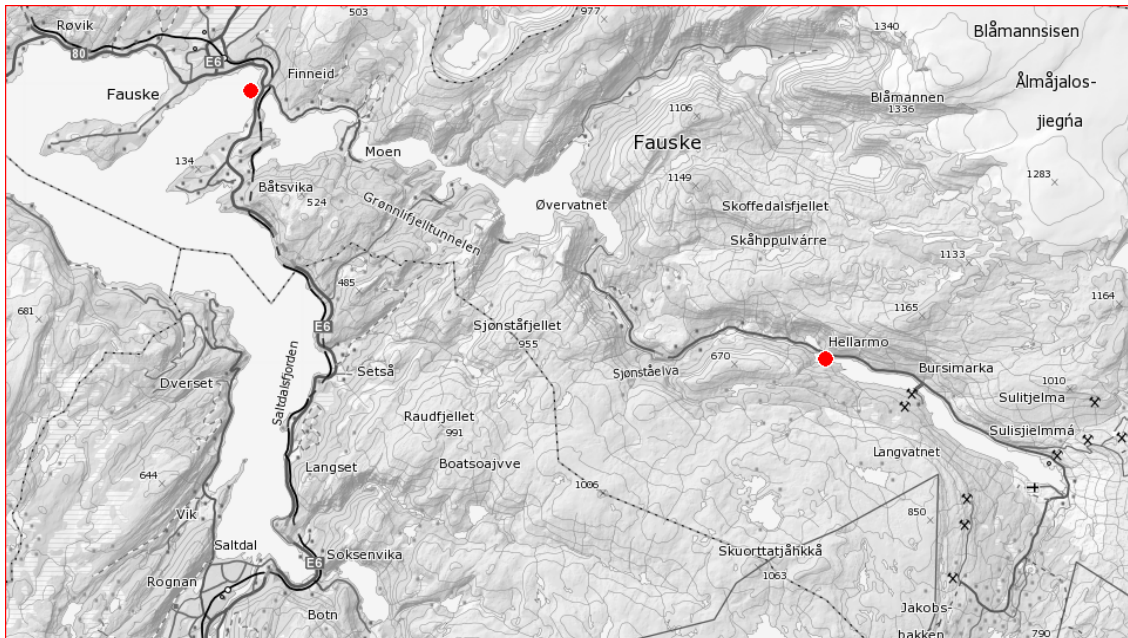 503
977
1340
Røvik
Blåmannsisen
80
E6
Finneid
Ålmåjalos-
Fauske
Blåmannen
1106
1336
jiegńa
Fauske
Moen
134
1283
1149
Båtsvika
524
Grønnlifjelltunnelen
Øvervatnet
Skoffedalsfjellet
Skåhppulvárre
1133
485
1164
681
1165
E6
Sjønståfjellet
955
Hellarmo
Saltdalsfjorden
Setså
Sjønståelva
670
Bursimarka
Dverset
1010
Sulitjelma
Raudfjellet
991
Sulisjielmmá
Langset
Boatsoajvve
Langvatnet
644
1006
Vik
850
Saltdal
Soksenvika
Skuorttatjåhkkå
E6
1063
Rognan
Botn
Jakobs-
bakken
790